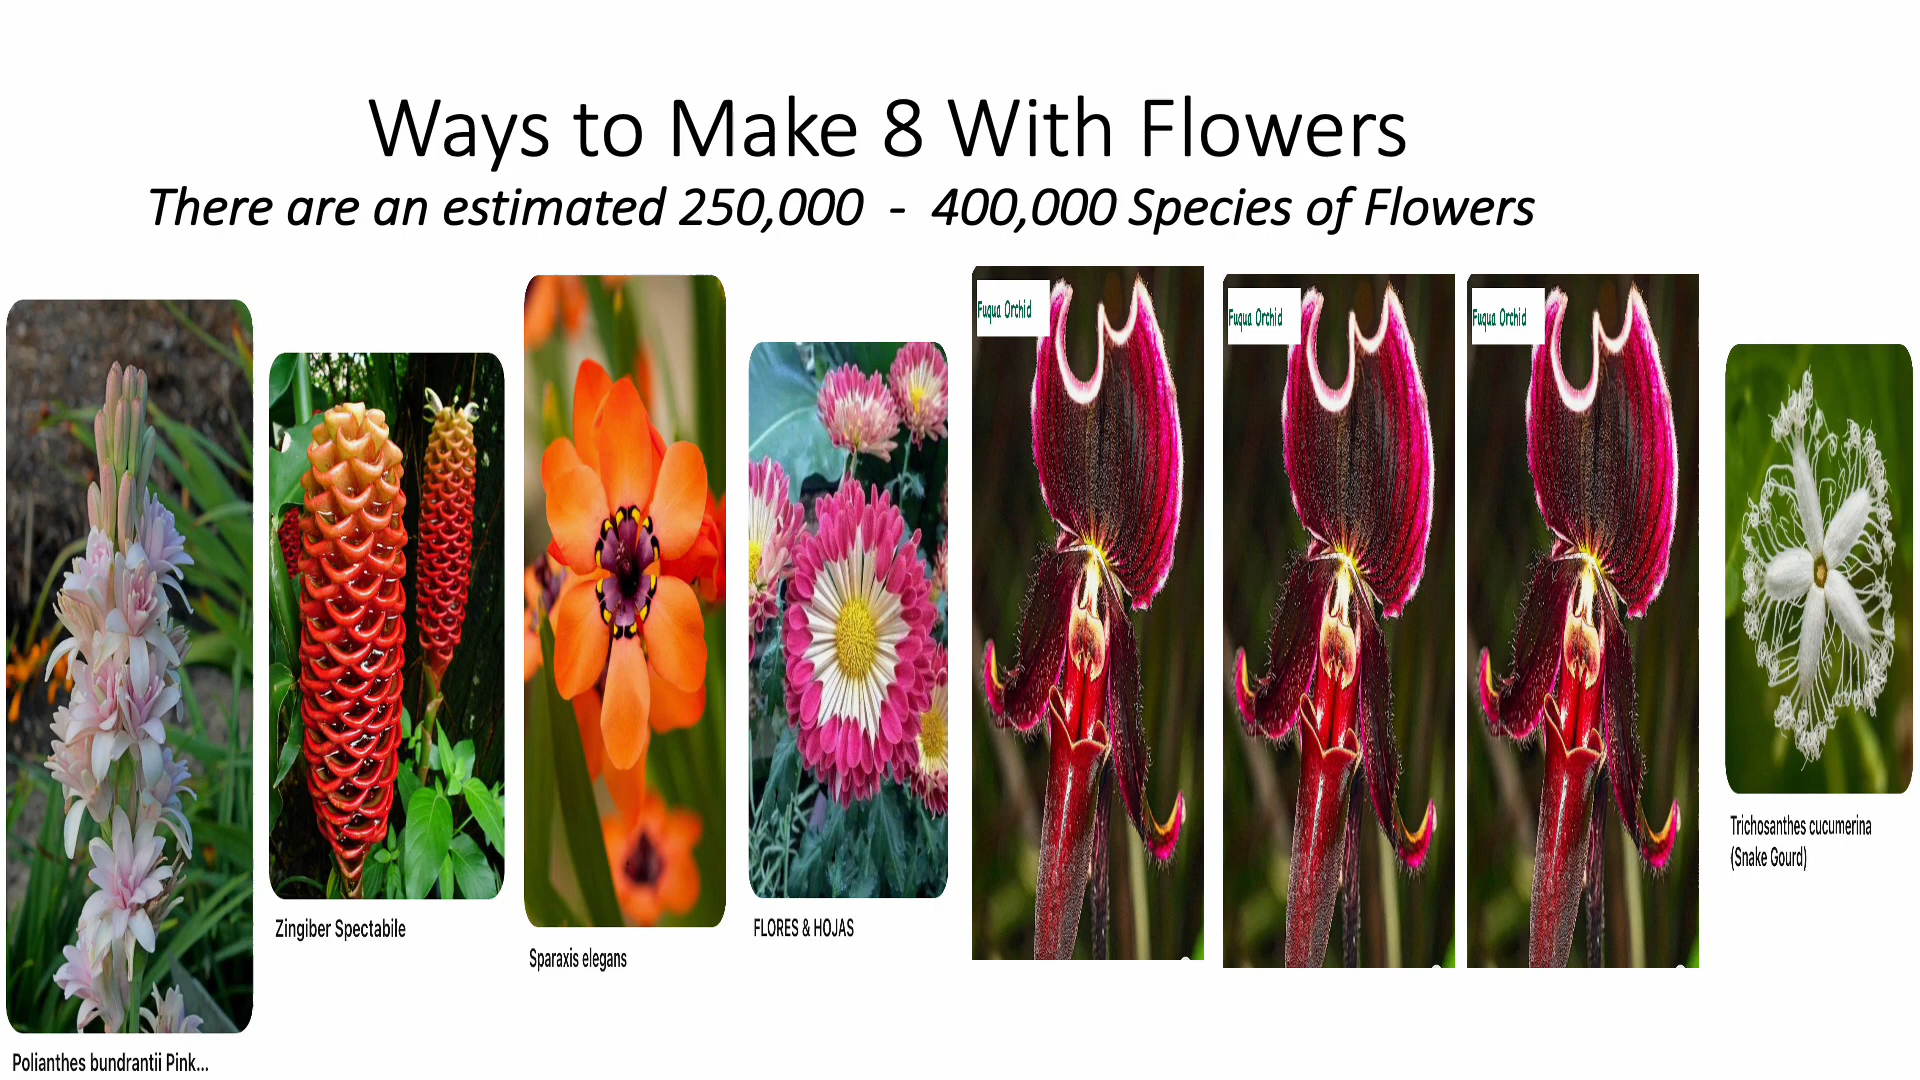 Ways to Make 8 With Flowers
There are an estimated 250,000 - 400,000 Species of Flowers
Fuqua Orchid
Fuqua Orchid
Fuqua Orchid
Trichosanthes cucumerina
(Snake Gourd)
Zingiber Spectabile
FLORES & HOJAS
Sparaxis elegans
Polianthes bundrantii Pink...